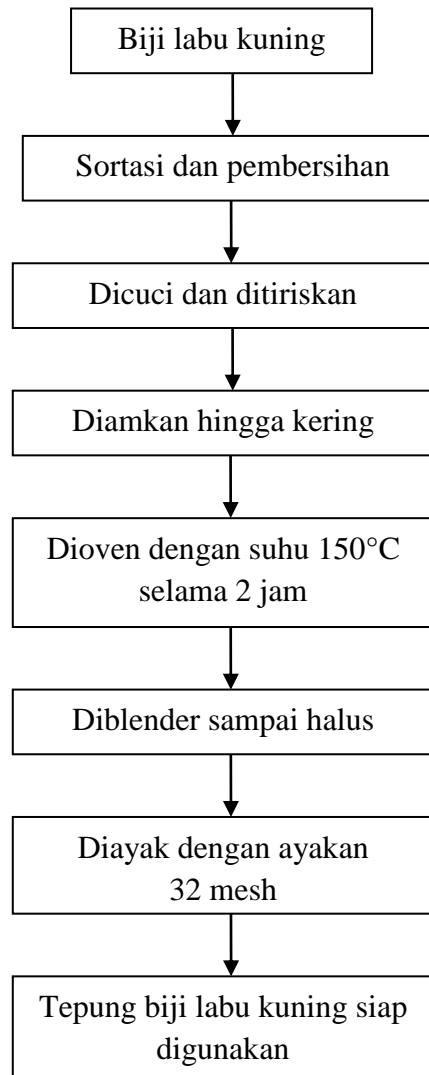 Biji labu kuning
Sortasi dan pembersihan
Dicuci dan ditiriskan
Diamkan hingga kering
Dioven dengan suhu 150°C
selama 2 jam
Diblender sampai halus
Diayak dengan ayakan
32 mesh
Tepung biji labu kuning siap
digunakan